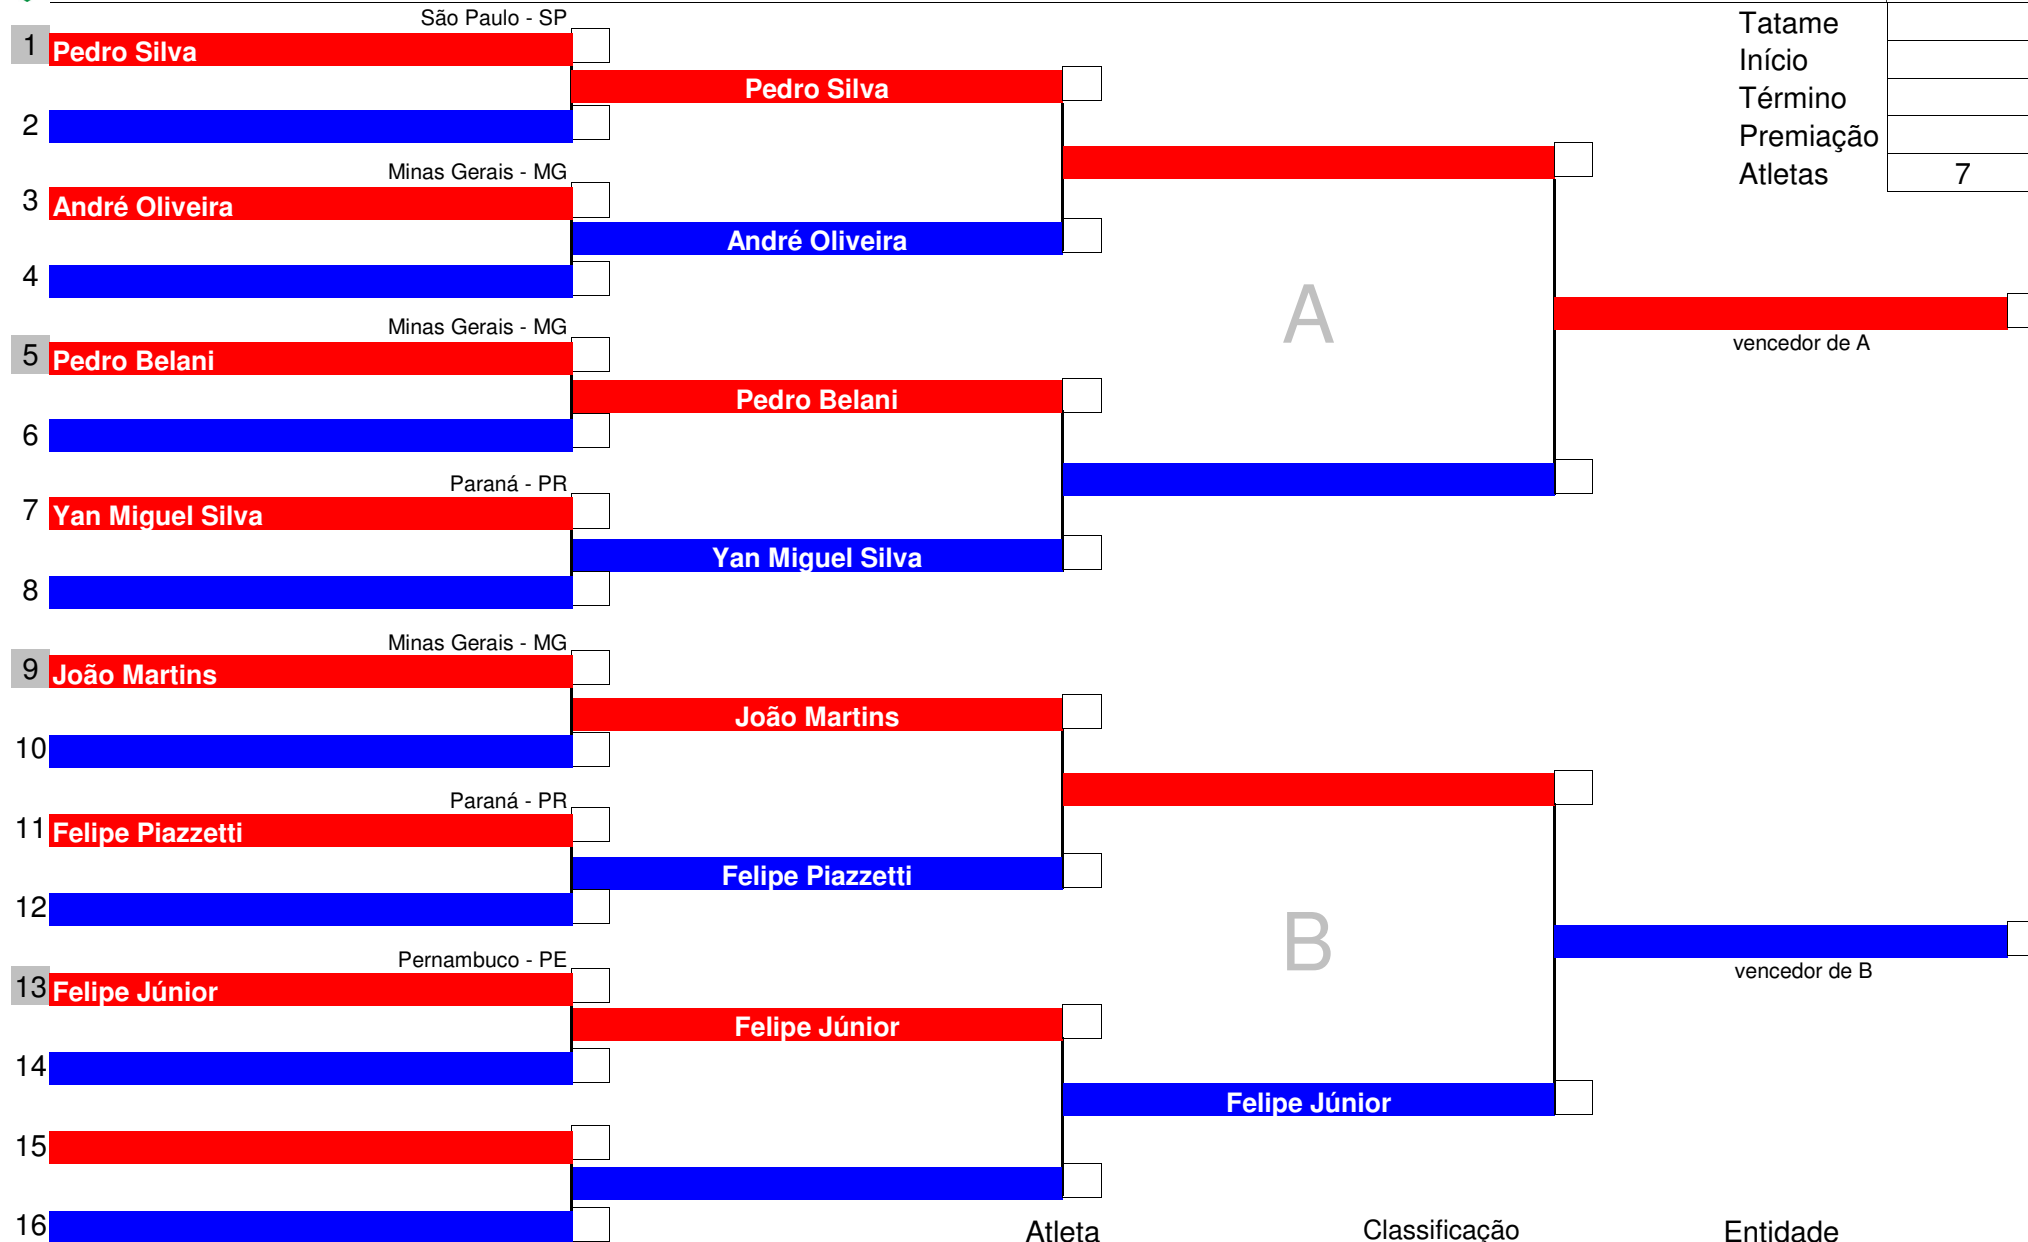 São Paulo - SP
1 Pedro Silva
Pedro Silva
2
Minas Gerais - MG
3 André Oliveira
André Oliveira
4
Minas Gerais - MG
5 Pedro Belani
Pedro Belani
6
Paraná - PR
7 Yan Miguel Silva
Yan Miguel Silva
8
Minas Gerais - MG
9 João Martins
João Martins
10
Paraná - PR
11 Felipe Piazzetti
Felipe Piazzetti
12
Pernambuco - PE
13 Felipe Júnior
Felipe Júnior
14
Felipe Júnior
15
16
A
vencedor de A
B
vencedor de B
Tatame
Início
Término
Premiação
Atletas 7
Atleta Classificação Entidade